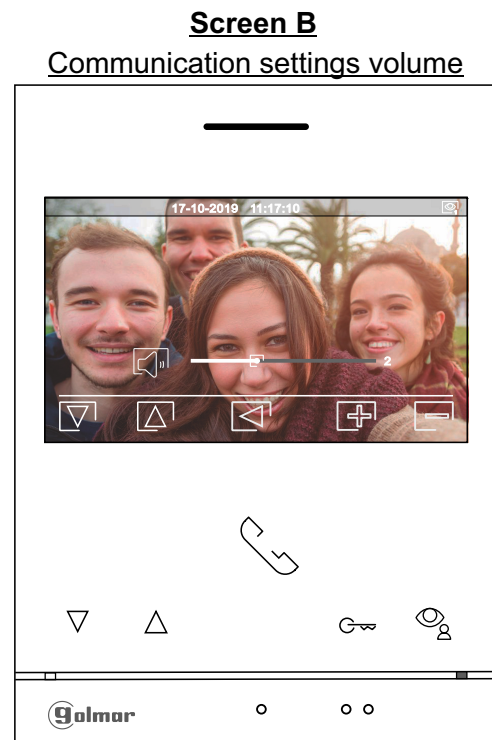 Screen B
Communication settings volume
17-10-2019 11:17:10
2
golmar